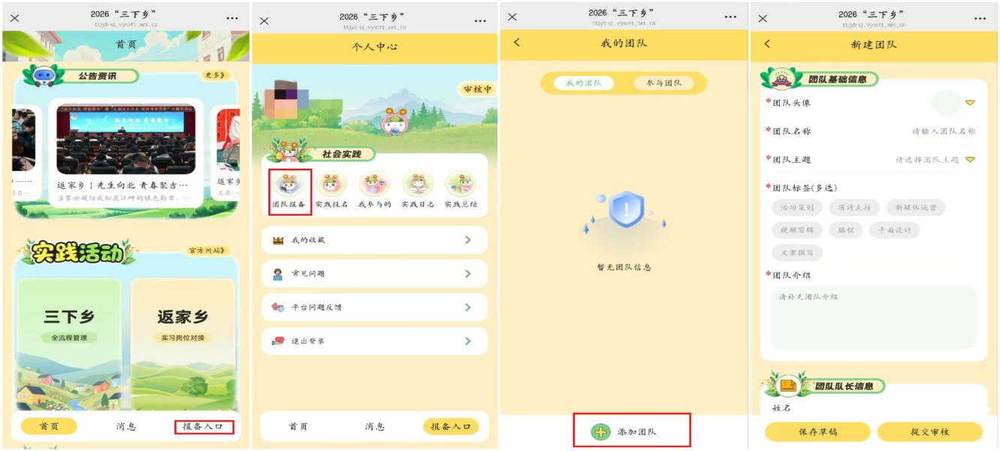 2026“三下乡”
ttjyb-sj.vysoft.net.cn
首页
公告资讯
更多》
返家乡丨先生向北 青春聚吉…
当雾凇凝结成松花江畔的银色勋章，…
返家乡
实践活动
官方网站》
三下乡
全流程管理
返家乡
实习岗位对接
首页
消息
报备入口
2026“三下乡”
ttjyb-sj.vysoft.net.cn
个人中心
审核中
社会实践
团队报备
实践报名
我参与的
实践日志
实践总结
我的收藏
常见问题
平台问题反馈
退出登录
首页
消息
报备入口
2026“三下乡”
ttjyb-sj.vysoft.net.cn
我的团队
我的团队
参与团队
暂无团队信息
添加团队
2026“三下乡”
ttjyb-sj.vysoft.net.cn
新建团队
团队基础信息
*团队头像
*团队名称 请输入团队名称
*团队主题 请选择团队主题
*团队标签(多选)
活动策划 演讲主持 新媒体运营
视频剪辑 编程 平面设计
文案撰写
*团队介绍
请补充团队介绍
团队队长信息
姓名
保存草稿
提交审核